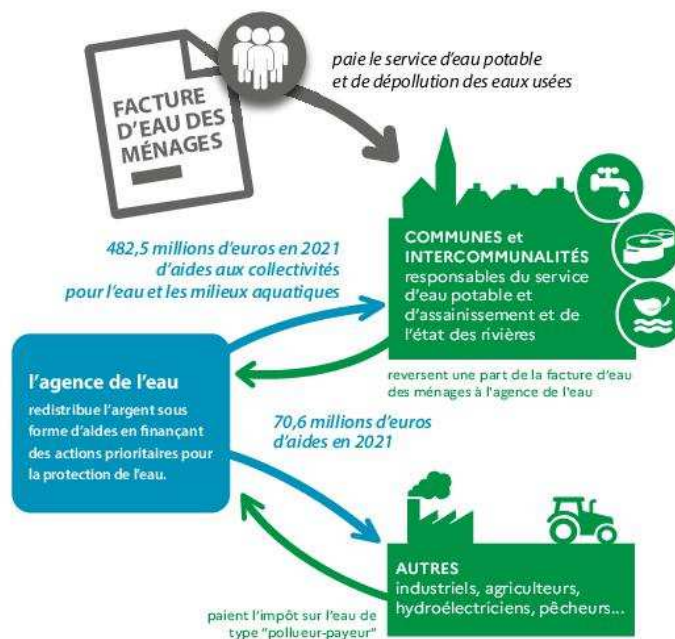 FACTURE
D'EAU DES
MÉNAGES
paie le service d'eau potable
et de dépollution des eaux usées
COMMUNES et
INTERCOMMUNALITÉS
responsables du service
d'eau potable et
d'assainissement et de
l'état des rivières
482,5 millions d'euros en 2021
d'aides aux collectivités
pour l'eau et les milieux aquatiques
reversent une part de la facture d'eau
des ménages à l'agence de l'eau
l'agence de l'eau
redistribue l'argent sous
forme d'aides en finançant
des actions prioritaires pour
la protection de l'eau.
70,6 millions d'euros
d'aides en 2021
AUTRES
industriels, agriculteurs,
hydroélectriciens, pêcheurs...
paient l'impôt sur l'eau de
type "pollueur-payeur"